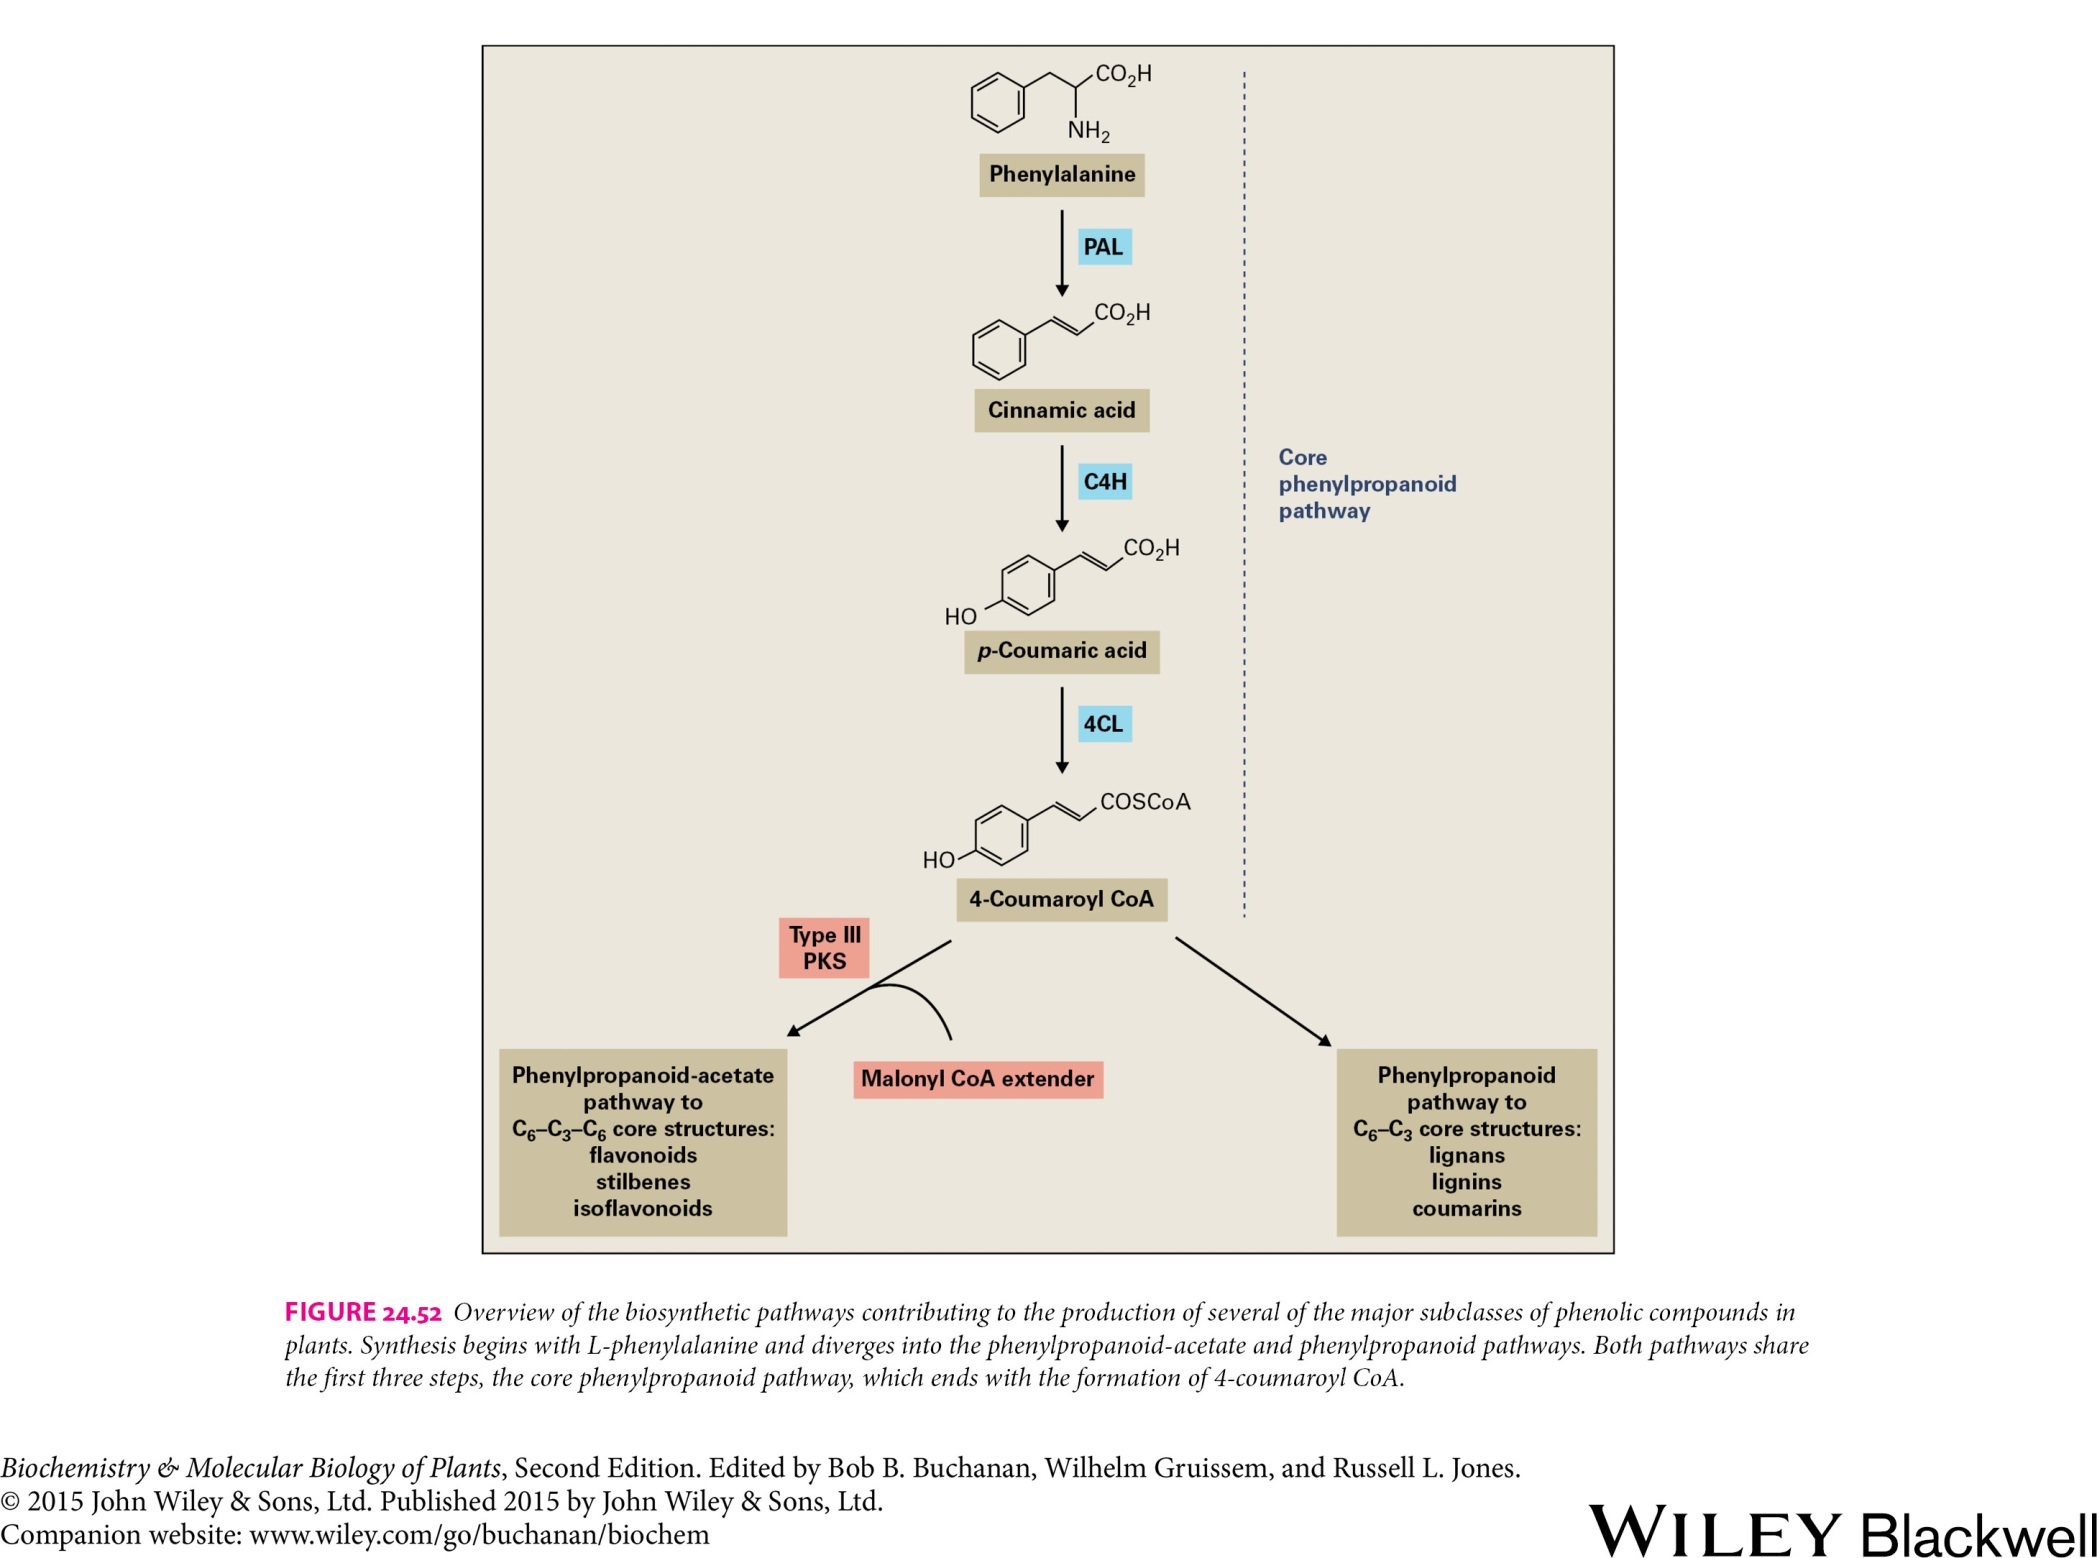 CO₂H
NH₂
Phenylalanine
PAL
CO₂H
Cinnamic acid
C4H
Core
phenylpropanoid
pathway
CO₂H
HO
p-Coumaric acid
4CL
COSCoA
HO
4-Coumaroyl CoA
Type III
PKS
Malonyl CoA extender
Phenylpropanoid-acetate
pathway to
C₆–C₃–C₆ core structures:
flavonoids
stilbenes
isoflavonoids
Phenylpropanoid
pathway to
C₆–C₃ core structures:
lignans
lignins
coumarins
FIGURE 24.52 Overview of the biosynthetic pathways contributing to the production of several of the major subclasses of phenolic compounds in
plants. Synthesis begins with L-phenylalanine and diverges into the phenylpropanoid-acetate and phenylpropanoid pathways. Both pathways share
the first three steps, the core phenylpropanoid pathway, which ends with the formation of 4-coumaroyl CoA.
Biochemistry & Molecular Biology of Plants, Second Edition. Edited by Bob B. Buchanan, Wilhelm Gruissem, and Russell L. Jones.
© 2015 John Wiley & Sons, Ltd. Published 2015 by John Wiley & Sons, Ltd.
Companion website: www.wiley.com/go/buchanan/biochem
WILEY Blackwell